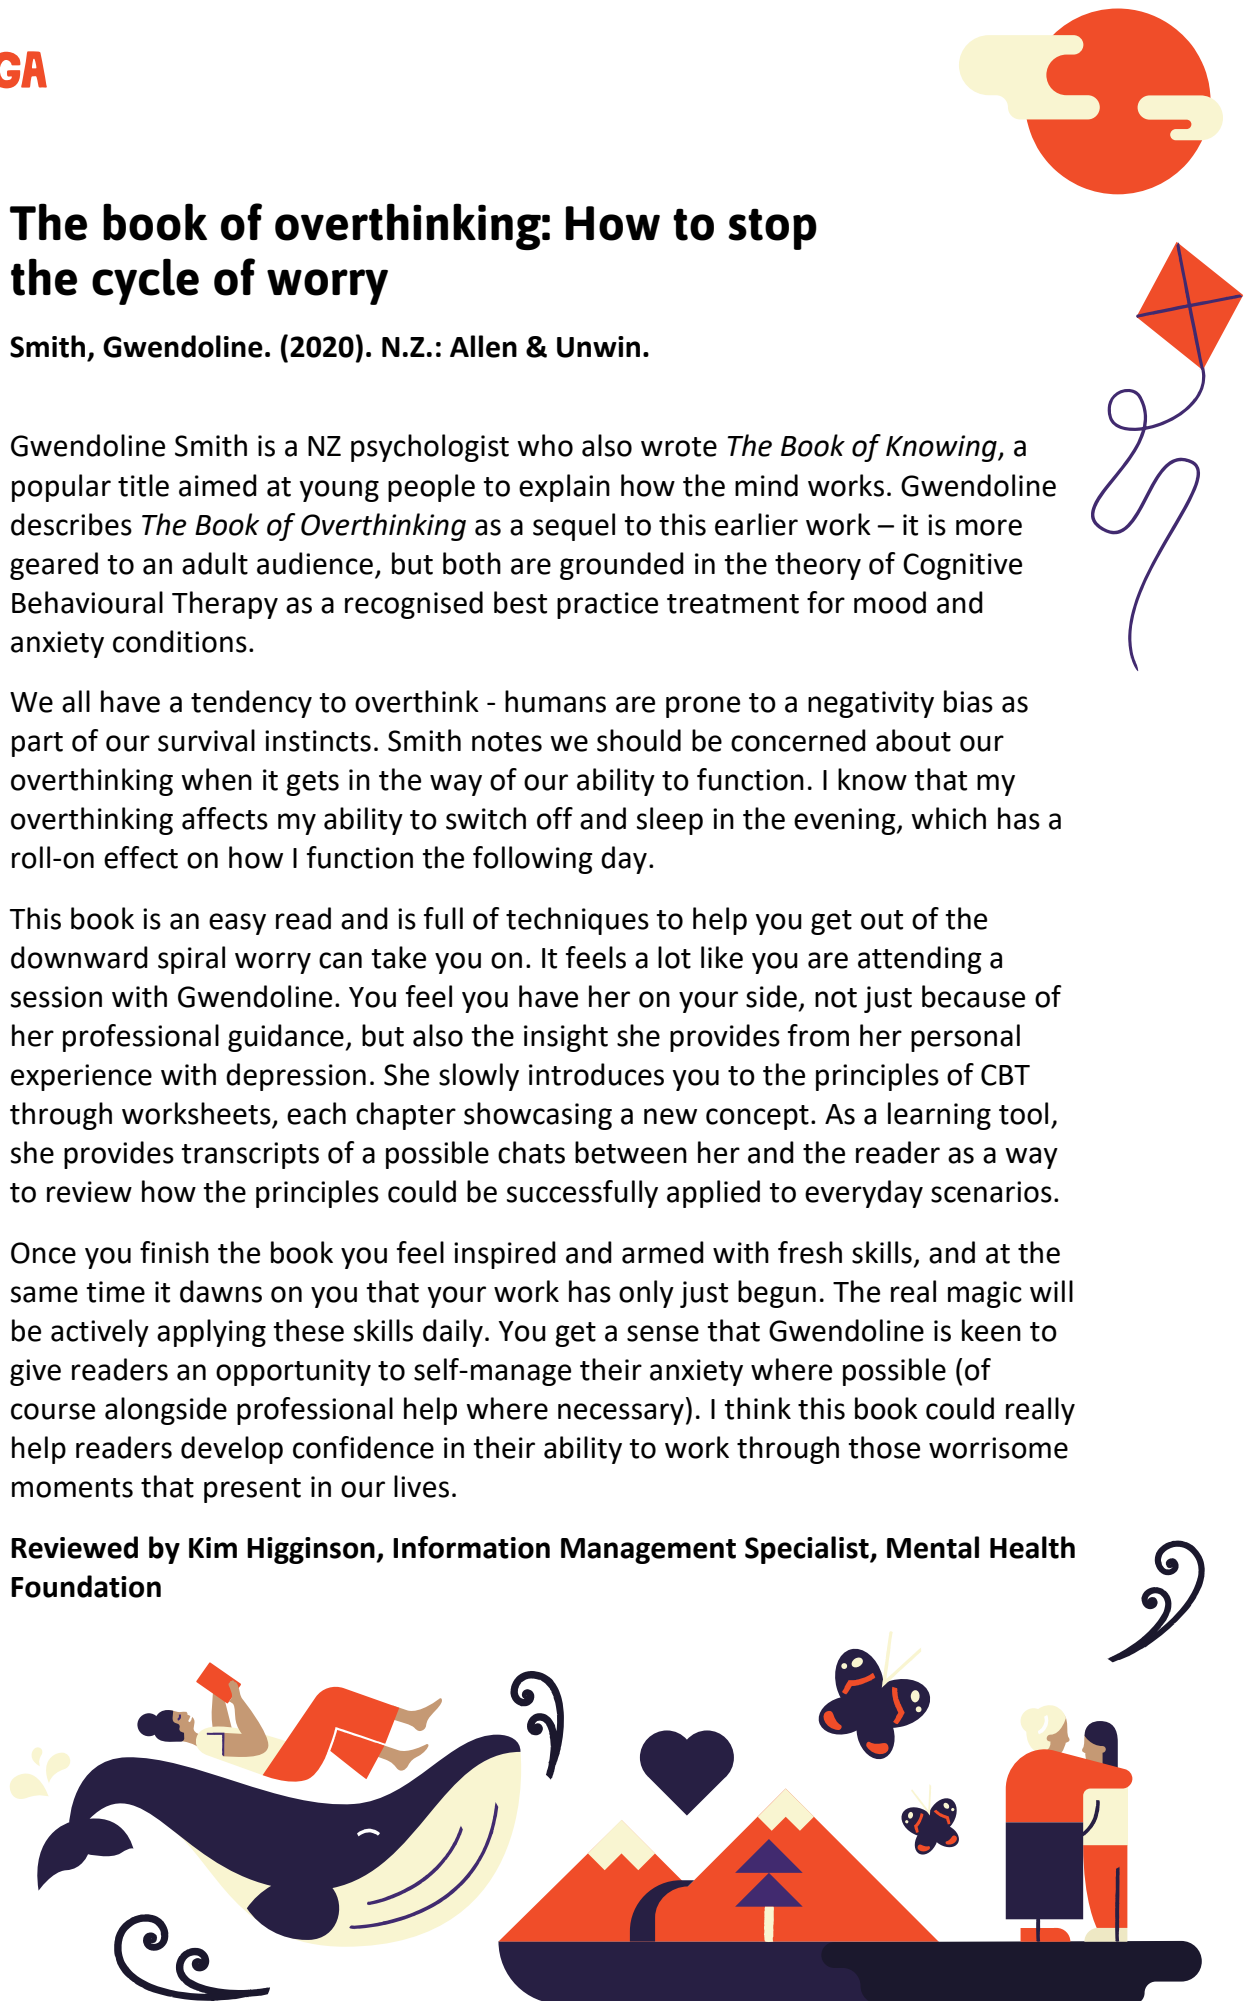 GA
The book of overthinking: How to stop
the cycle of worry
Smith, Gwendoline. (2020). N.Z.: Allen & Unwin.
Gwendoline Smith is a NZ psychologist who also wrote The Book of Knowing, a
popular title aimed at young people to explain how the mind works. Gwendoline
describes The Book of Overthinking as a sequel to this earlier work – it is more
geared to an adult audience, but both are grounded in the theory of Cognitive
Behavioural Therapy as a recognised best practice treatment for mood and
anxiety conditions.
We all have a tendency to overthink - humans are prone to a negativity bias as
part of our survival instincts. Smith notes we should be concerned about our
overthinking when it gets in the way of our ability to function. I know that my
overthinking affects my ability to switch off and sleep in the evening, which has a
roll-on effect on how I function the following day.
This book is an easy read and is full of techniques to help you get out of the
downward spiral worry can take you on. It feels a lot like you are attending a
session with Gwendoline. You feel you have her on your side, not just because of
her professional guidance, but also the insight she provides from her personal
experience with depression. She slowly introduces you to the principles of CBT
through worksheets, each chapter showcasing a new concept. As a learning tool,
she provides transcripts of a possible chats between her and the reader as a way
to review how the principles could be successfully applied to everyday scenarios.
Once you finish the book you feel inspired and armed with fresh skills, and at the
same time it dawns on you that your work has only just begun. The real magic will
be actively applying these skills daily. You get a sense that Gwendoline is keen to
give readers an opportunity to self-manage their anxiety where possible (of
course alongside professional help where necessary). I think this book could really
help readers develop confidence in their ability to work through those worrisome
moments that present in our lives.
Reviewed by Kim Higginson, Information Management Specialist, Mental Health
Foundation